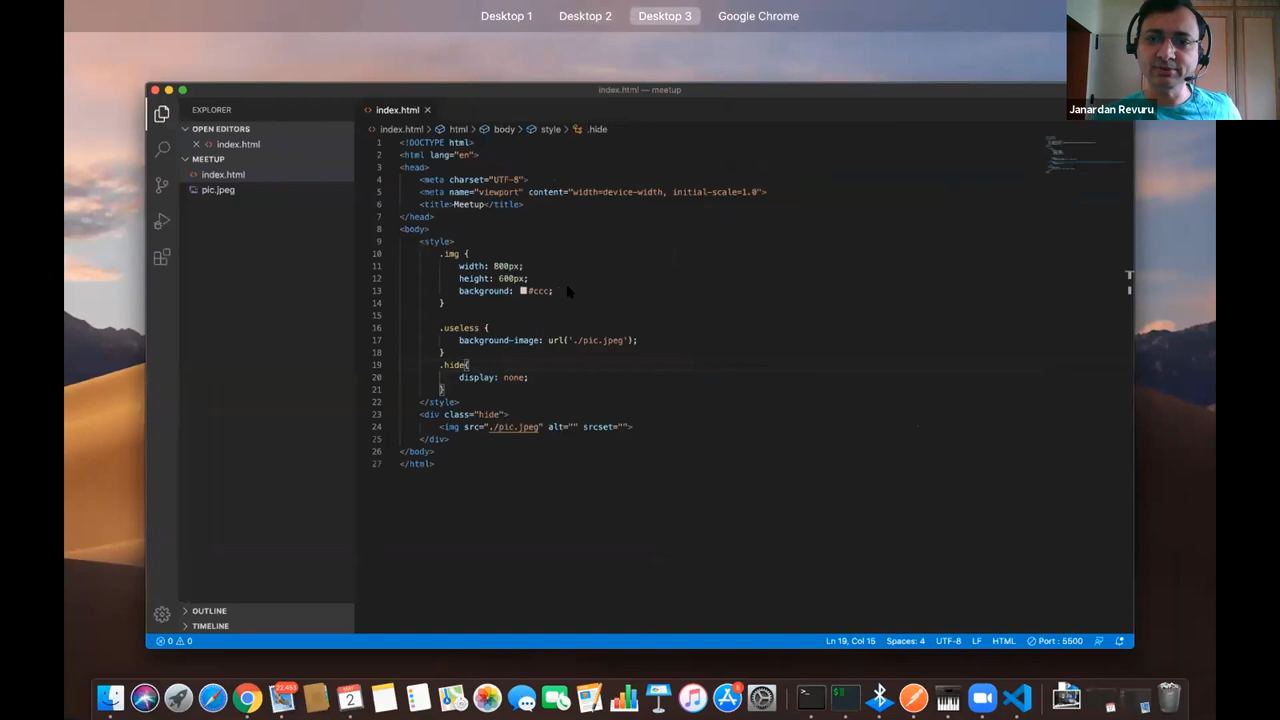 Desktop 1 Desktop 2 Desktop 3 Google Chrome
Janardan Revuru
index.html — meetup
EXPLORER
OPEN EDITORS
index.html
MEETUP
index.html
pic.jpeg
OUTLINE
TIMELINE
index.html
index.html > html > body > style > .hide
1 <!DOCTYPE html>
2 <html lang="en">
3 <head>
4 <meta charset="UTF-8">
5 <meta name="viewport" content="width=device-width, initial-scale=1.0">
6 <title>Meetup</title>
7 </head>
8 <body>
9 <style>
10 .img {
11 width: 800px;
12 height: 600px;
13 background: #ccc;
14 }
15
16 .useless {
17 background-image: url('./pic.jpeg');
18 }
19 .hide{
20 display: none;
21 }
22 </style>
23 <div class="hide">
24 <img src="./pic.jpeg" alt="" srcset="">
25 </div>
26 </body>
27 </html>
0 0 Ln 19, Col 15 Spaces: 4 UTF-8 LF HTML Port : 5500
22,453
MAY
2